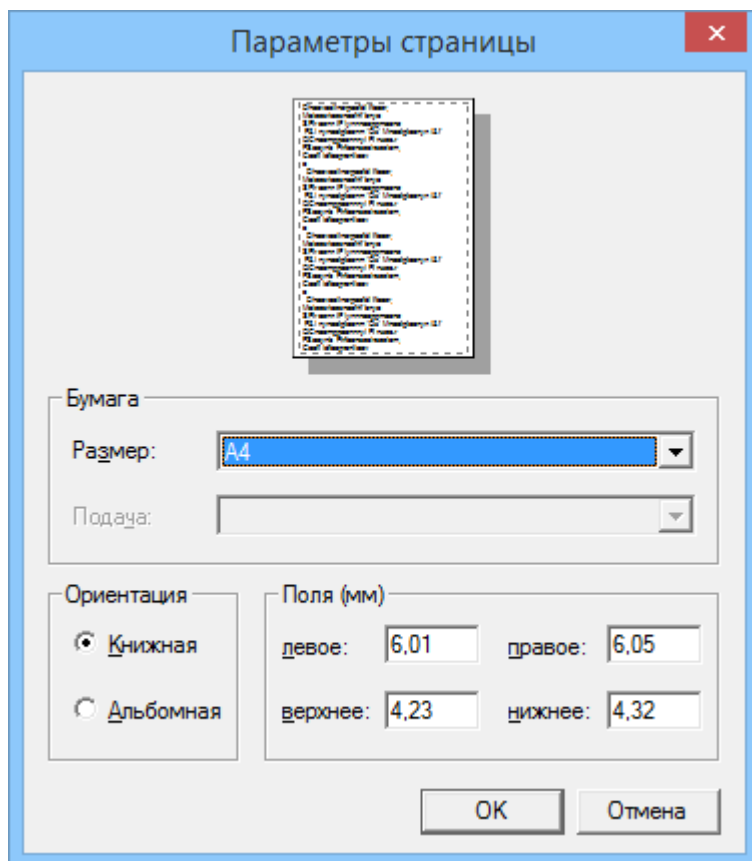 Параметры страницы
Бумага
Размер:
A4
Подача:
Ориентация
Книжная
Альбомная
Поля (мм)
левое: 6,01 правое: 6,05
верхнее: 4,23 нижнее: 4,32
OK Отмена